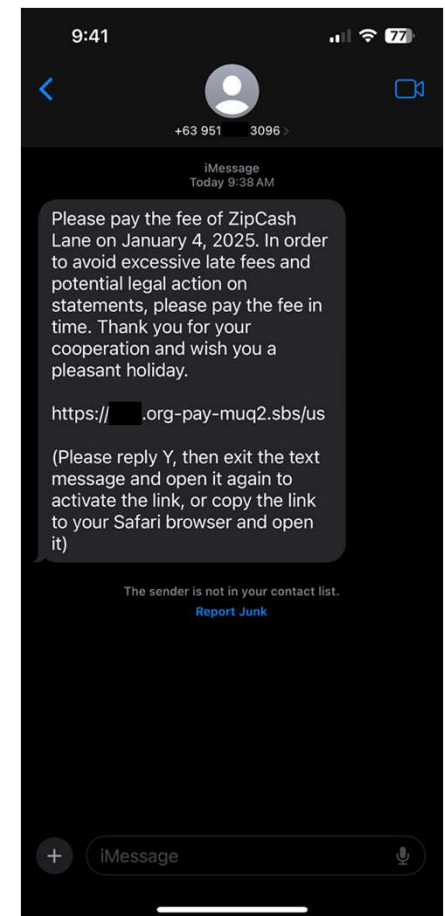 9:41
77
+63 951 3096 >
iMessage
Today 9:38 AM
Please pay the fee of ZipCash
Lane on January 4, 2025. In order
to avoid excessive late fees and
potential legal action on
statements, please pay the fee in
time. Thank you for your
cooperation and wish you a
pleasant holiday.
https:// .org-pay-muq2.sbs/us
(Please reply Y, then exit the text
message and open it again to
activate the link, or copy the link
to your Safari browser and open
it)
The sender is not in your contact list.
Report Junk
+
iMessage